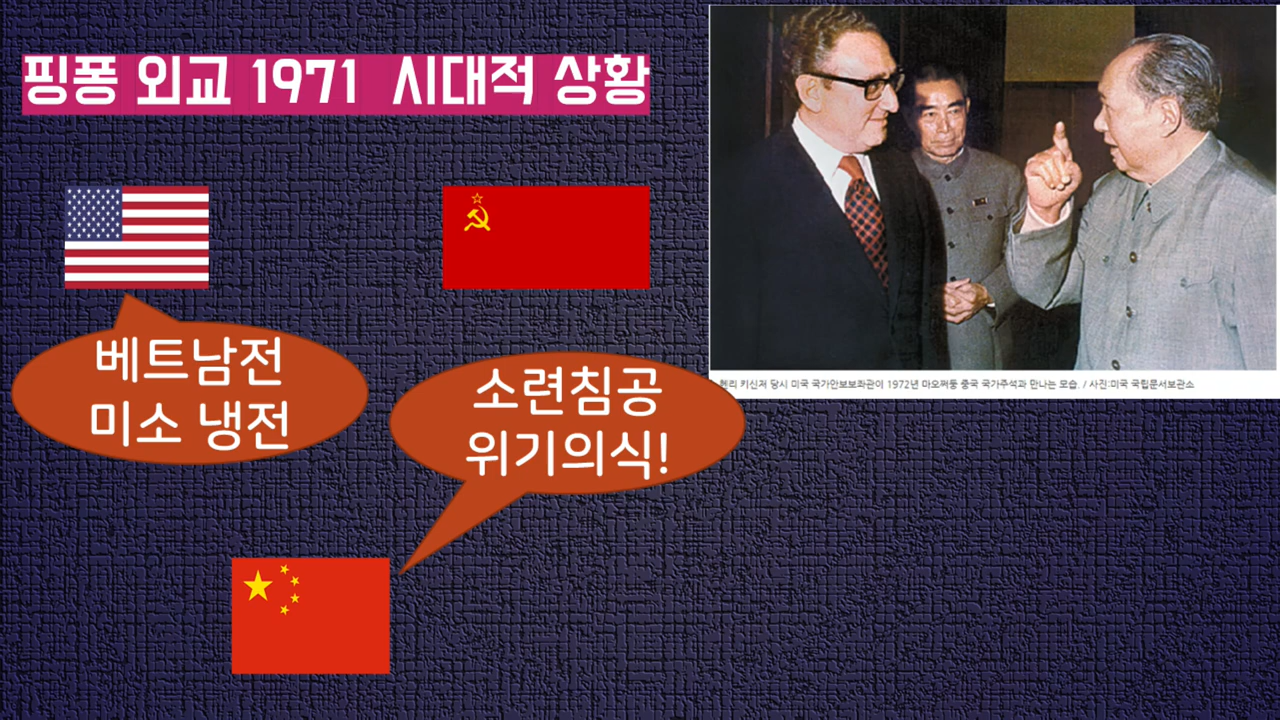 핑퐁 외교 1971 시대적 상황
베트남전
미소 냉전
소련침공
위기의식!
헨리 키신저 당시 미국 국가안보보좌관이 1972년 마오쩌둥 중국 국가주석과 만나는 모습. / 사진:미국 국립문서보관소